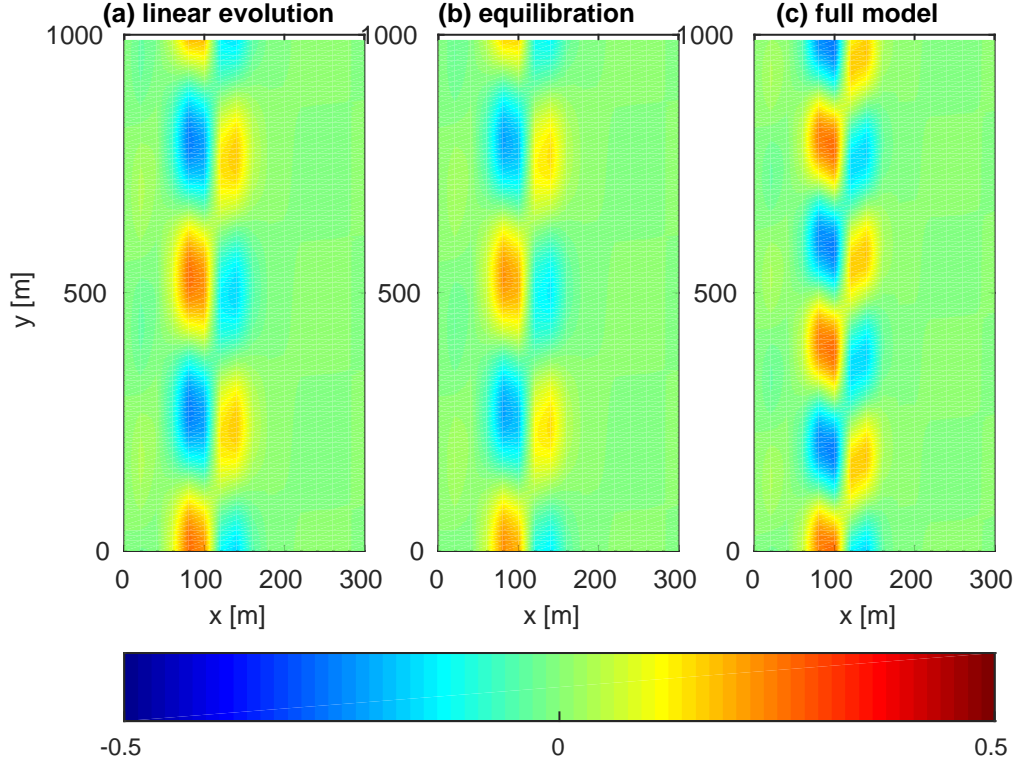 (a) linear evolution (b) equilibration (c) full model
1000 1000 1000
y [m]
500 500 500
0 0 0
0 100 200 300 0 100 200 300 0 100 200 300
x [m] x [m] x [m]
-0.5 0 0.5